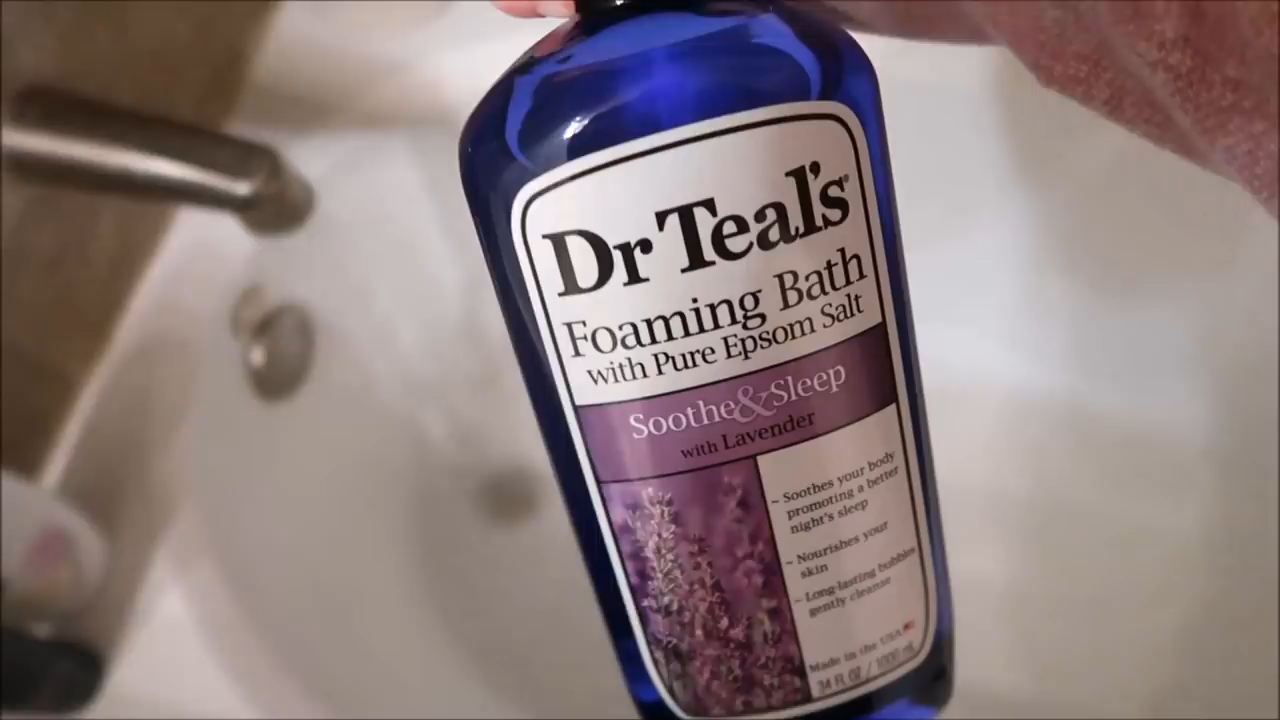 Dr Teal's®
Foaming Bath
with Pure Epsom Salt
Soothe&Sleep
with Lavender
~ Soothes your body
promoting a better
night's sleep
~ Nourishes your
skin
~ Long-lasting bubbles
gently cleanse
Made in the USA
34 FL OZ / 1000 mL